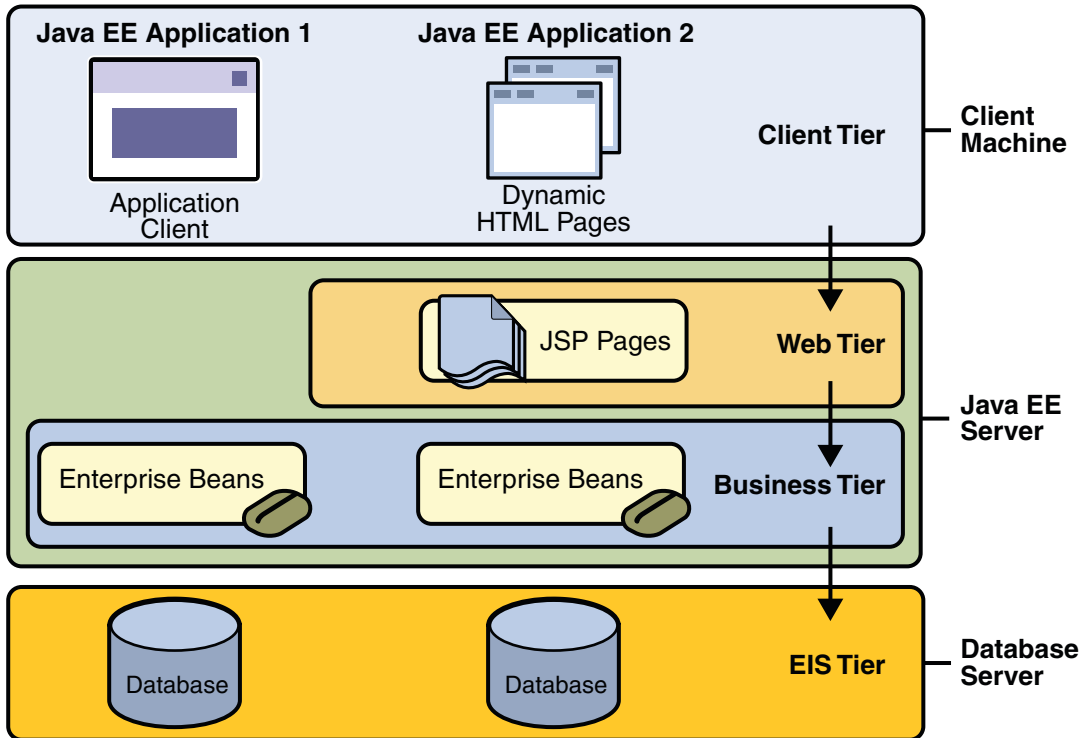 Java EE Application 1
Java EE Application 2
Application
Client
Dynamic
HTML Pages
Client Tier
Client
Machine
JSP Pages
Web Tier
Java EE
Server
Enterprise Beans
Enterprise Beans
Business Tier
Database
Database
EIS Tier
Database
Server